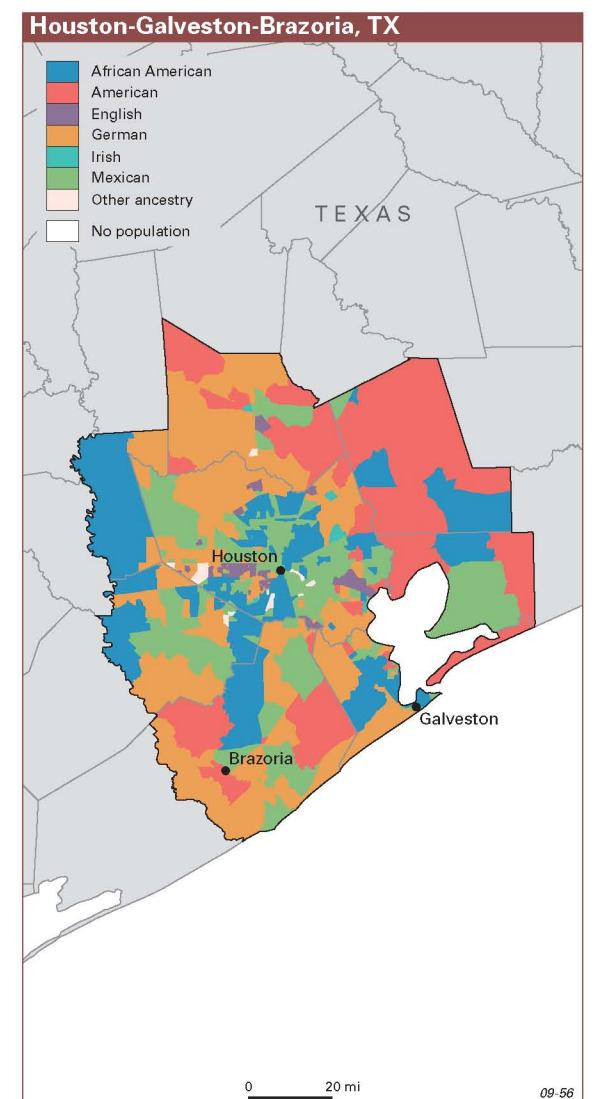 Houston-Galveston-Brazoria, TX
African American
American
English
German
Irish
Mexican
Other ancestry
No population
TEXAS
Houston
Galveston
Brazoria
0 20 mi
09-56